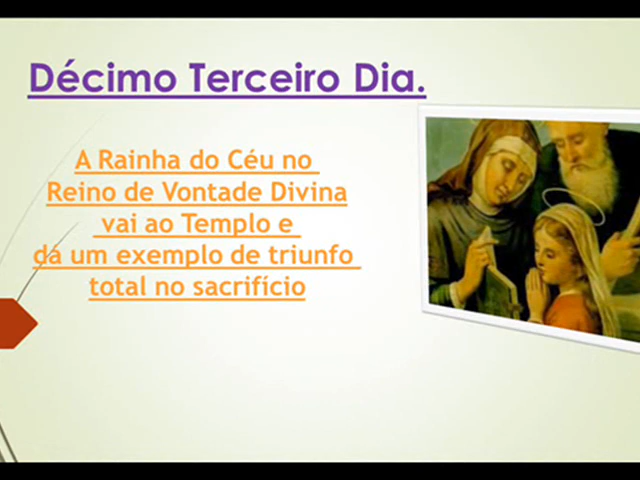 Décimo Terceiro Dia.
A Rainha do Céu no
Reino de Vontade Divina
vai ao Templo e
dá um exemplo de triunfo
total no sacrifício